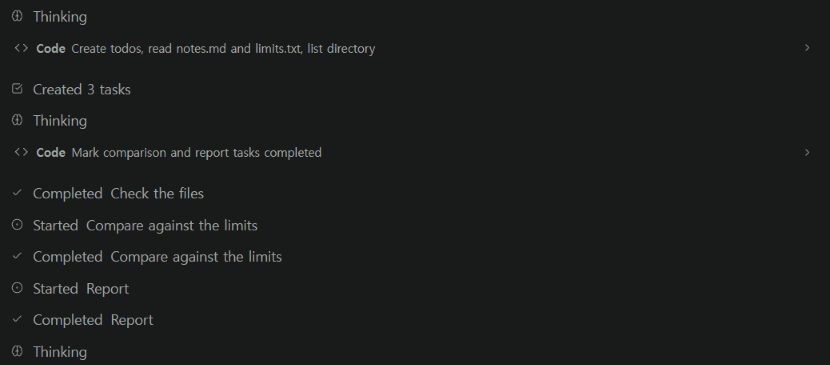 Thinking
Code Create todos, read notes.md and limits.txt, list directory
Created 3 tasks
Thinking
Code Mark comparison and report tasks completed
Completed Check the files
Started Compare against the limits
Completed Compare against the limits
Started Report
Completed Report
Thinking